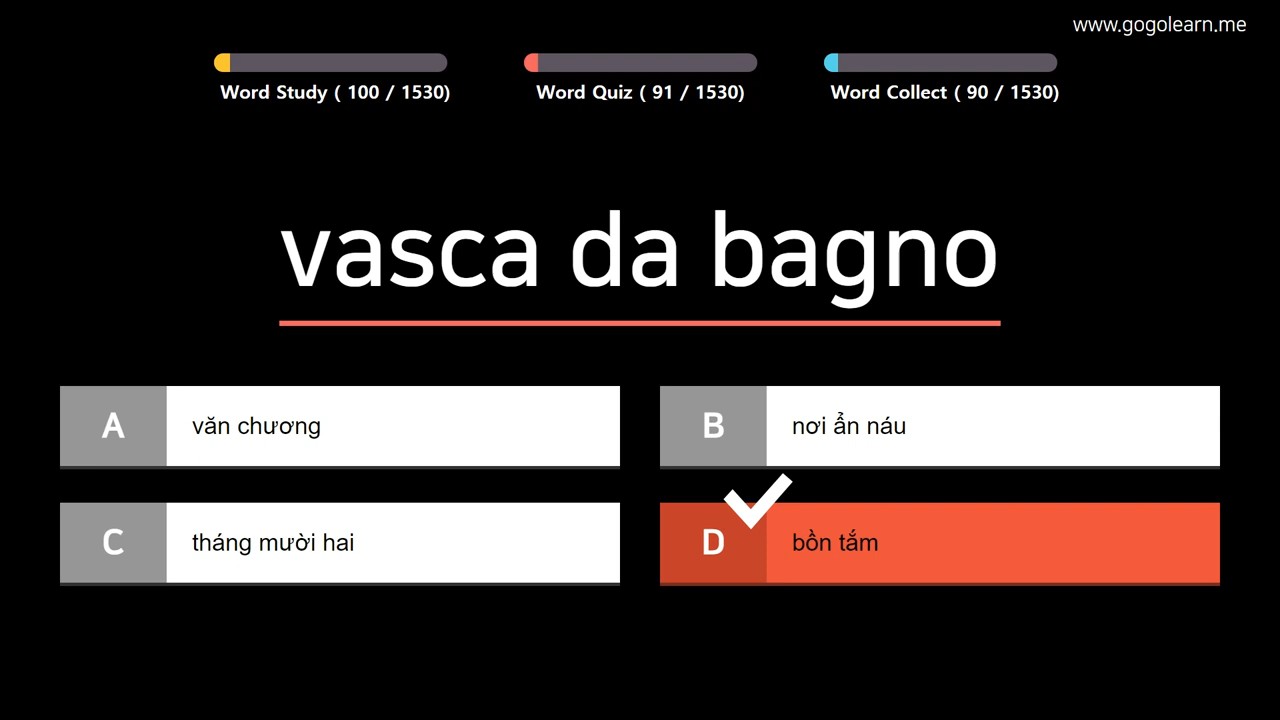 www.gogolearn.me
Word Study ( 100 / 1530)
Word Quiz ( 91 / 1530)
Word Collect ( 90 / 1530)
vasca da bagno
A văn chương
B nơi ẩn náu
C tháng mười hai
D bồn tắm